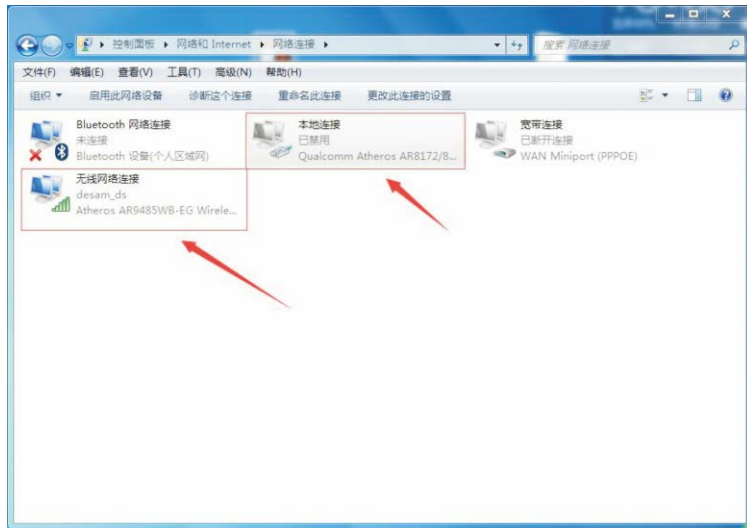 控制面板 ▸ 网络和 Internet ▸ 网络连接 ▸
搜索 网络连接
文件(F) 编辑(E) 查看(V) 工具(T) 高级(N) 帮助(H)
组织 启用此网络设备 诊断这个连接 重命名此连接 更改此连接的设置
Bluetooth 网络连接
未连接
Bluetooth 设备(个人区域网)
本地连接
已禁用
Qualcomm Atheros AR8172/8...
宽带连接
已断开连接
WAN Miniport (PPPOE)
无线网络连接
desam_ds
Atheros AR9485WB-EG Wirele...